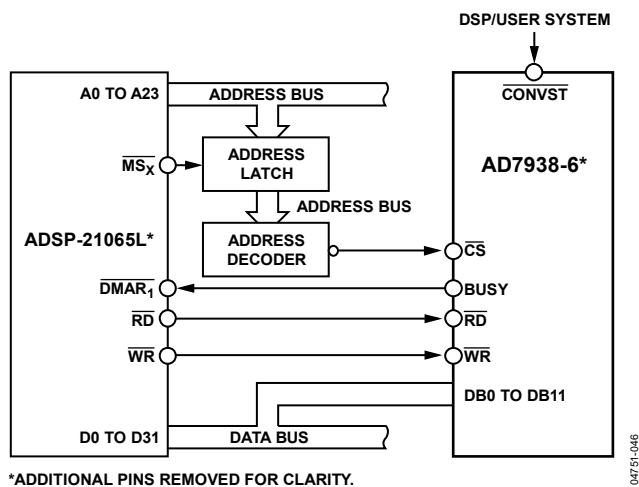 DSP/USER SYSTEM
A0 TO A23
ADDRESS BUS
CONVST
MSX
ADDRESS
LATCH
AD7938-6*
ADDRESS BUS
ADSP-21065L*
ADDRESS
DECODER
CS
DMAR1
BUSY
RD
RD
WR
WR
DB0 TO DB11
D0 TO D31
DATA BUS
*ADDITIONAL PINS REMOVED FOR CLARITY.
04751-046